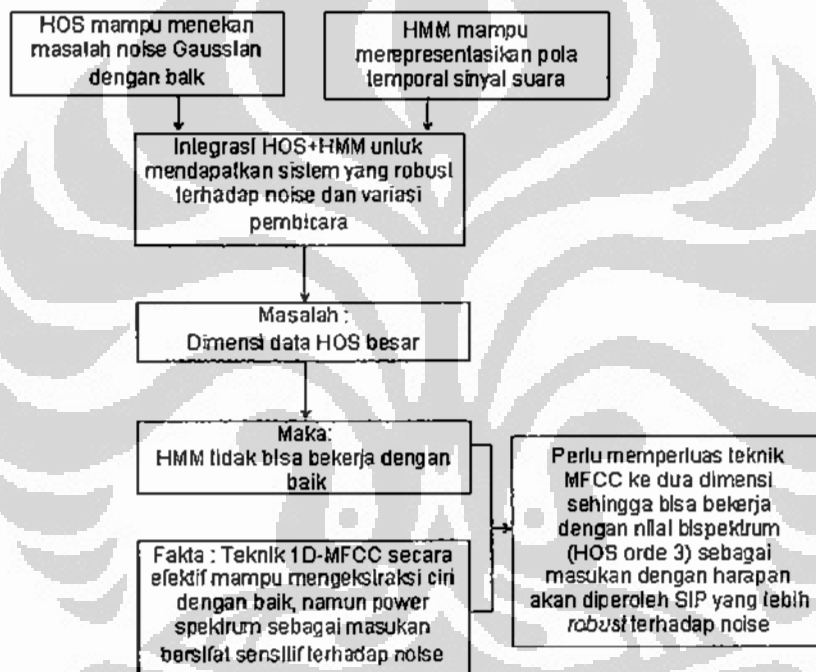 HOS mampu menekan
masalah noise Gaussian
dengan baik
HMM mampu
merepresentasikan pola
temporal sinyal suara
Integrasi HOS+HMM untuk
mendapatkan sistem yang robust
terhadap noise dan variasi
pembicara
Masalah :
Dimensi data HOS besar
Maka:
HMM tidak bisa bekerja dengan
baik
Fakta : Teknik 1D-MFCC secara
efektif mampu mengekstraksi ciri
dengan baik, namun power
spektrum sebagai masukan
bersifat sensitif terhadap noise
Perlu memperluas teknik
MFCC ke dua dimensi
sehingga bisa bekerja
dengan nilai bispektrum
(HOS orde 3) sebagai
masukan dengan harapan
akan diperoleh SIP yang lebih
robust terhadap noise